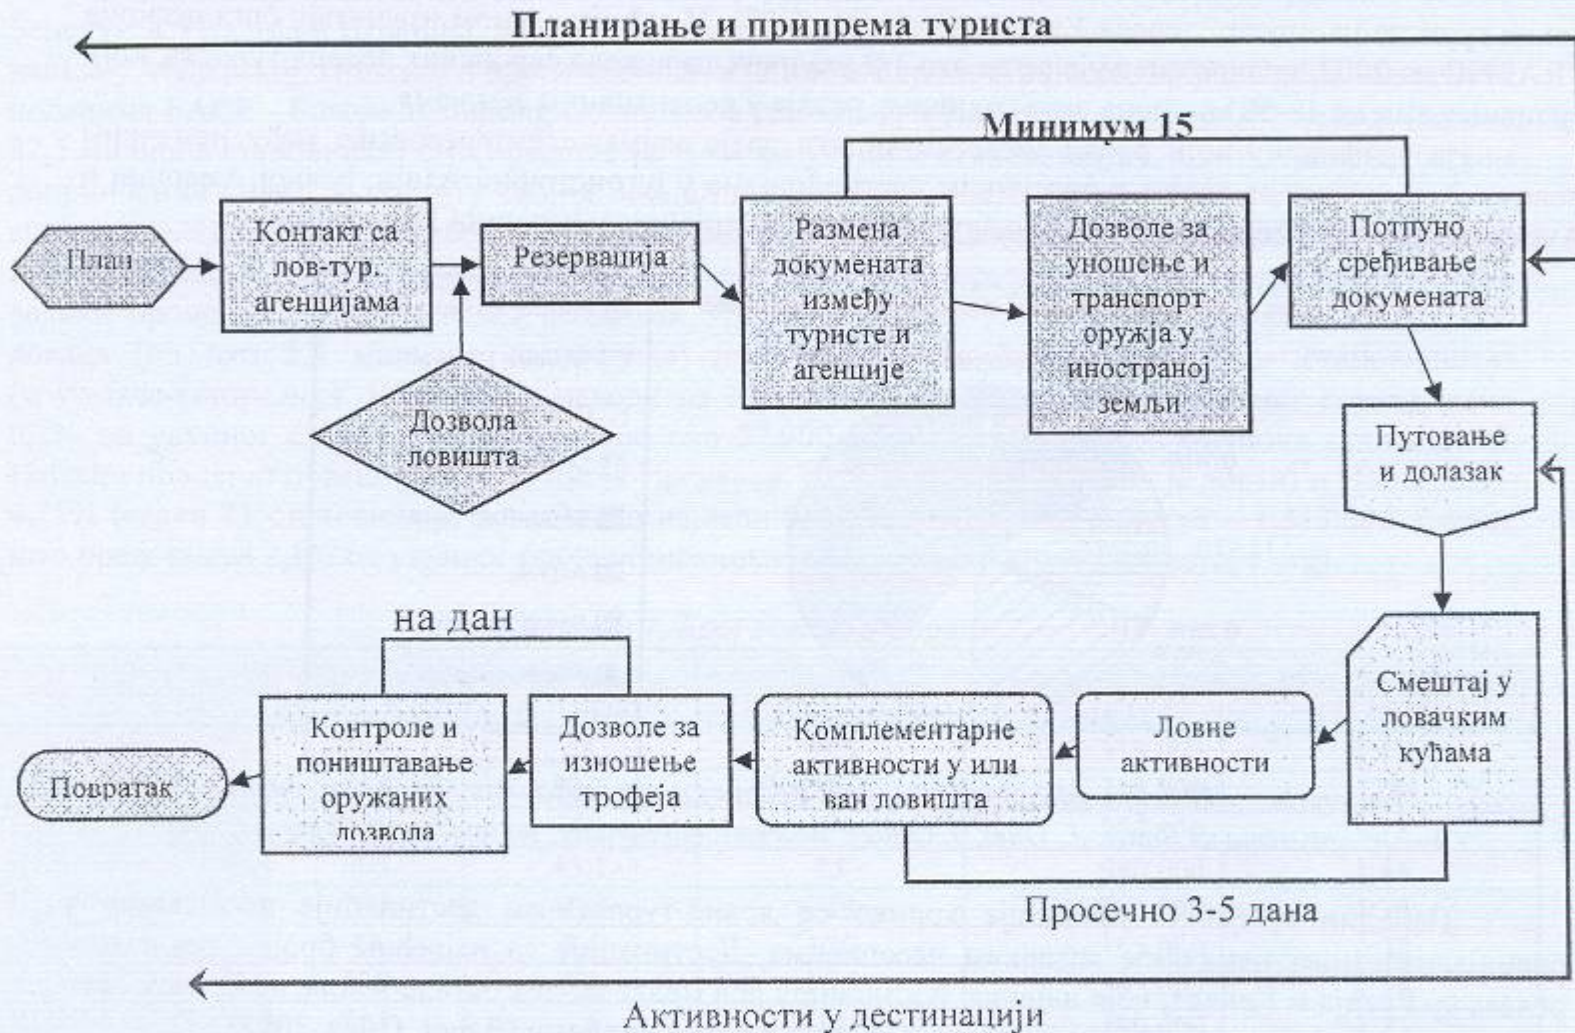 Планирање и припрема туриста
Минимум 15
План
Контакт са
лов-тур.
агенцијама
Резервација
Дозвола
ловишта
Размена
докумената
између
туристе и
агенције
Дозволе за
уношење и
транспорт
оружја у
иностраној
земљи
Потпуно
сређивање
докумената
Путовање
и долазак
Смештај у
ловачким
кућама
Ловне
активности
Комплементарне
активности у или
ван ловишта
Просечно 3-5 дана
на дан
Дозволе за
изношење
трофеја
Контроле и
поништавање
оружаних
дозвола
Повратак
Активности у дестинацији